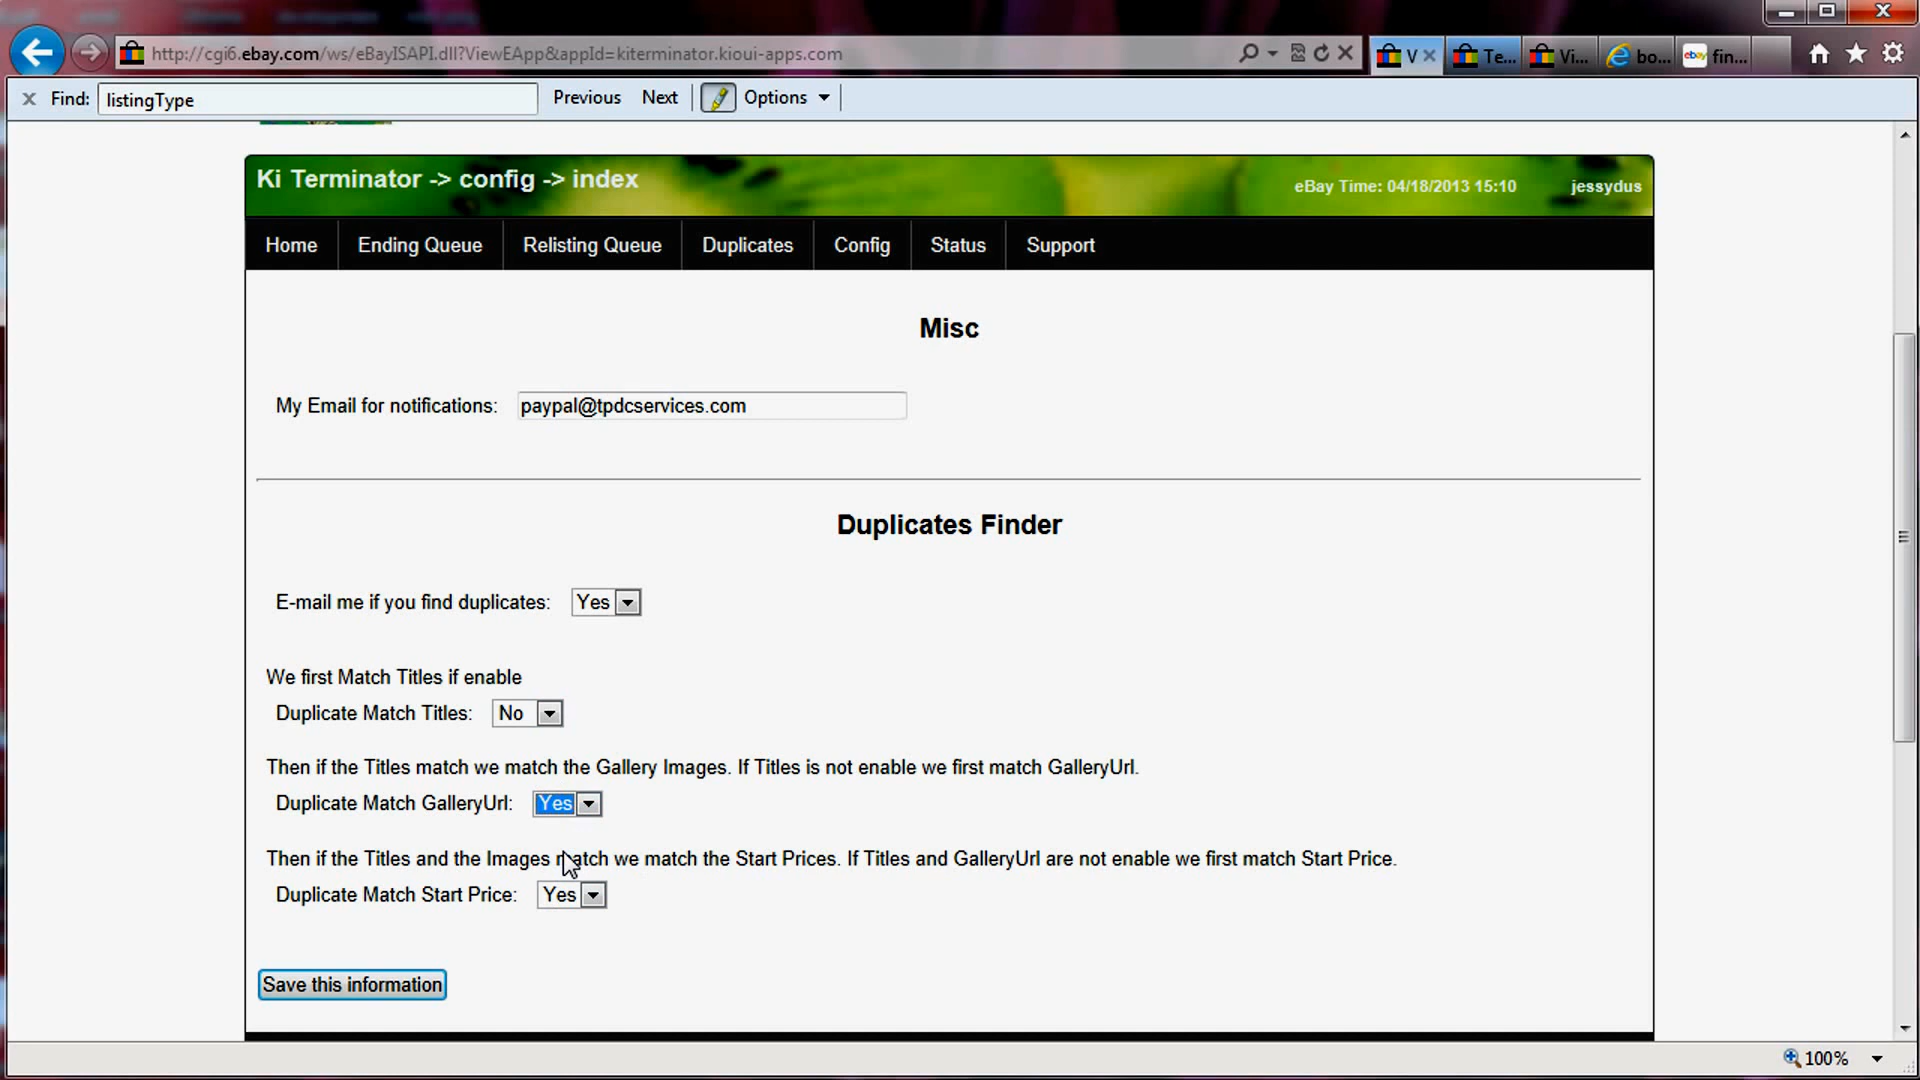 http://cgi6.ebay.com/ws/eBayISAPI.dll?ViewEApp&appId=kiterminator.kioui-apps.com
V
Te...
Vi...
bo...
ebay fin...
Find: listingType Previous Next Options
Ki Terminator -> config -> index
eBay Time: 04/18/2013 15:10 jessydus
Home Ending Queue Relisting Queue Duplicates Config Status Support
Misc
My Email for notifications: paypal@tpdcservices.com
Duplicates Finder
E-mail me if you find duplicates: Yes
We first Match Titles if enable
Duplicate Match Titles: No
Then if the Titles match we match the Gallery Images. If Titles is not enable we first match GalleryUrl.
Duplicate Match GalleryUrl: Yes
Then if the Titles and the Images match we match the Start Prices. If Titles and GalleryUrl are not enable we first match Start Price.
Duplicate Match Start Price: Yes
Save this information
100%